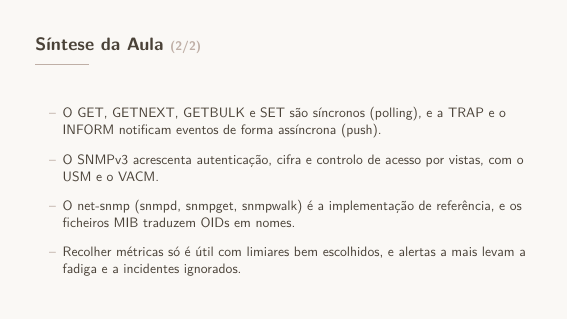 Síntese da Aula (2/2)
– O GET, GETNEXT, GETBULK e SET são síncronos (polling), e a TRAP e o
INFORM notificam eventos de forma assíncrona (push).
– O SNMPv3 acrescenta autenticação, cifra e controlo de acesso por vistas, com o
USM e o VACM.
– O net-snmp (snmpd, snmpget, snmpwalk) é a implementação de referência, e os
ficheiros MIB traduzem OIDs em nomes.
– Recolher métricas só é útil com limiares bem escolhidos, e alertas a mais levam a
fadiga e a incidentes ignorados.